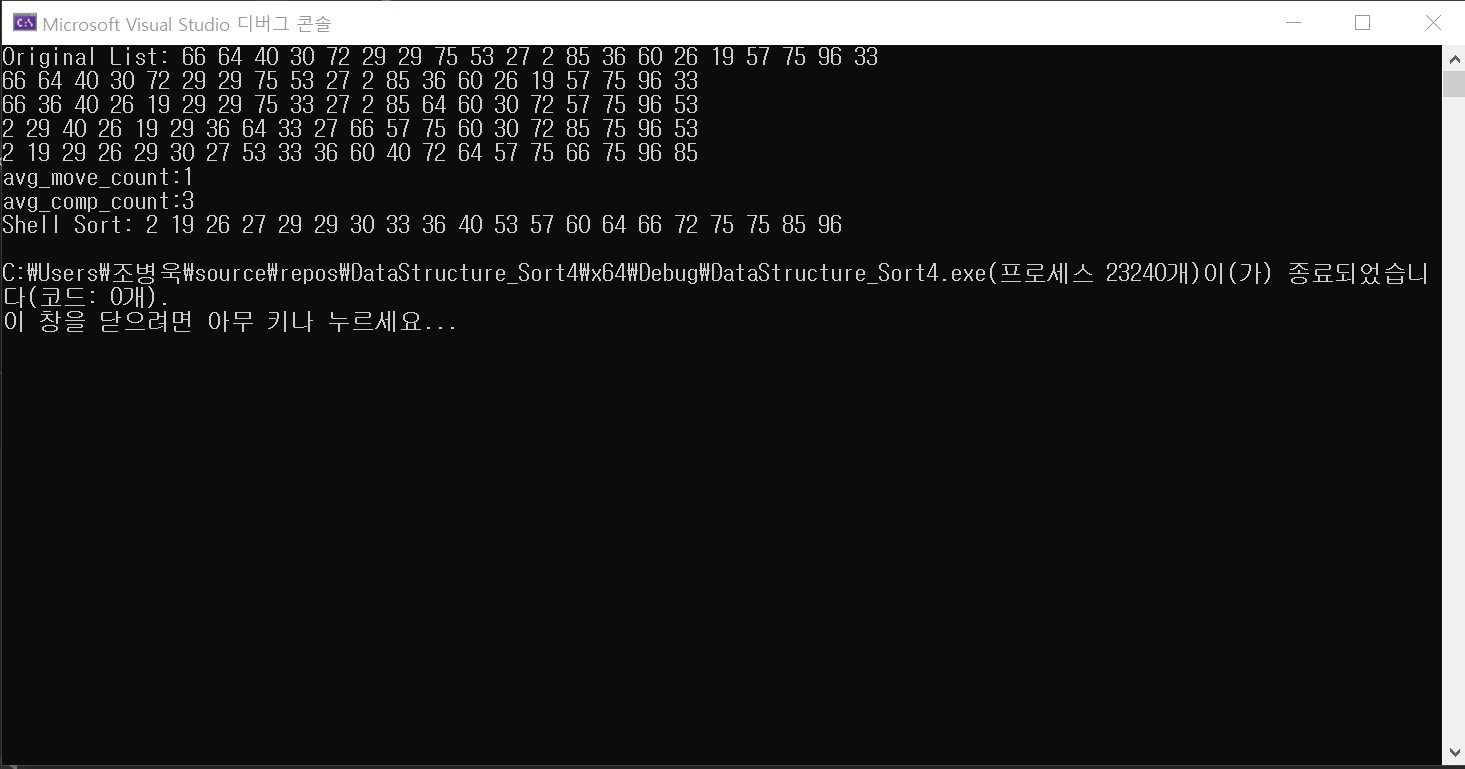 Microsoft Visual Studio 디버그 콘솔
Original List: 66 64 40 30 72 29 29 75 53 27 2 85 36 60 26 19 57 75 96 33
66 64 40 30 72 29 29 75 53 27 2 85 36 60 26 19 57 75 96 33
66 36 40 26 19 29 29 75 33 27 2 85 64 60 30 72 57 75 96 53
2 29 40 26 19 29 36 64 33 27 66 57 75 60 30 72 85 75 96 53
2 19 29 26 29 30 27 53 33 36 60 40 72 64 57 75 66 75 96 85
avg_move_count:1
avg_comp_count:3
Shell Sort: 2 19 26 27 29 29 30 33 36 40 53 57 60 64 66 72 75 75 85 96
C:₩Users₩조병욱₩source₩repos₩DataStructure_Sort4₩x64₩Debug₩DataStructure_Sort4.exe(프로세스 23240개)이(가) 종료되었습니
다(코드: 0개).
이 창을 닫으려면 아무 키나 누르세요...